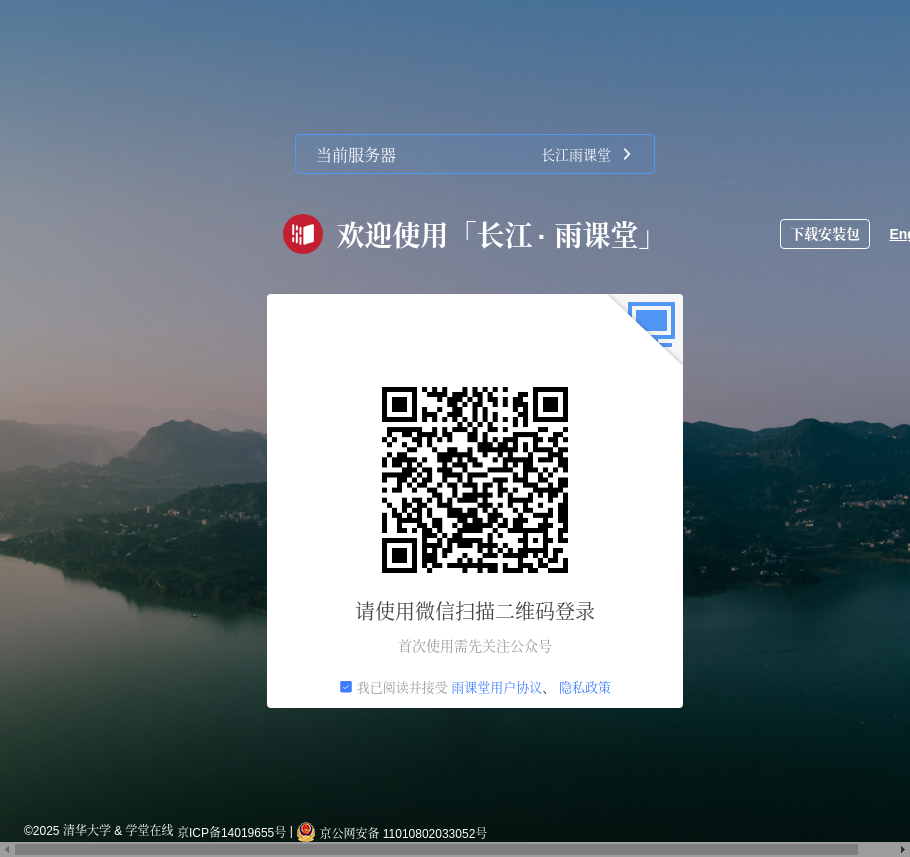 当前服务器 长江雨课堂
欢迎使用「长江 · 雨课堂」 下载安装包
请使用微信扫描二维码登录
首次使用需先关注公众号
我已阅读并接受 雨课堂用户协议、 隐私政策
©2025 清华大学 & 学堂在线 京ICP备14019655号 | 京公网安备 11010802033052号